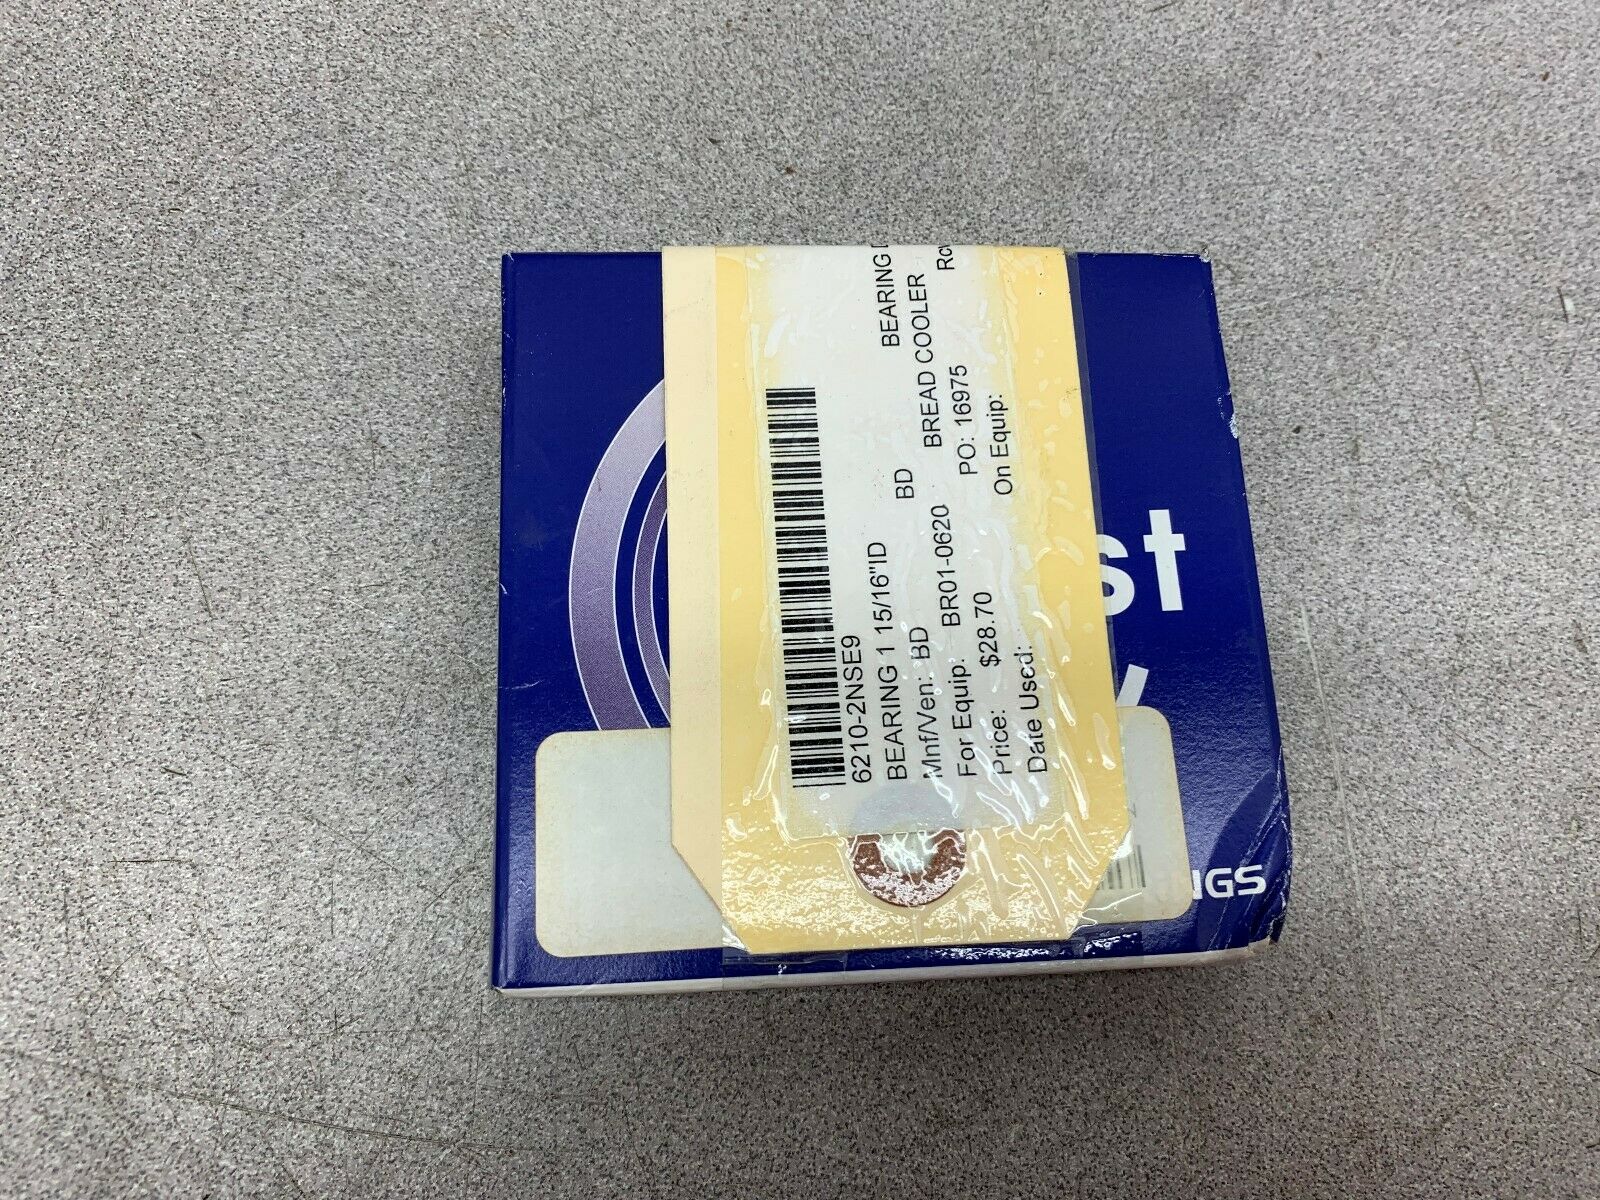 6210-2NSE9
BEARING 1 15/16"ID BD BEARING
Mnf/Ven: BD BREAD COOLER
For Equip: BR01-0620 PO: 16975
Price: $28.70 On Equip:
Date Used:
st
NGS